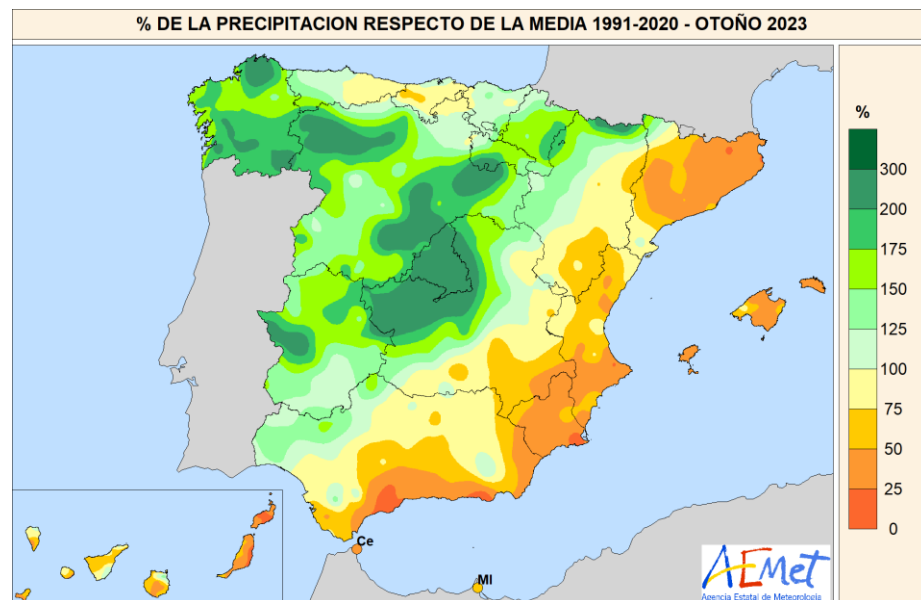 % DE LA PRECIPITACION RESPECTO DE LA MEDIA 1991-2020 - OTOÑO 2023
%
300
200
175
150
125
100
75
50
25
0
Ce
Ml
AEMet
Agencia Estatal de Meteorología